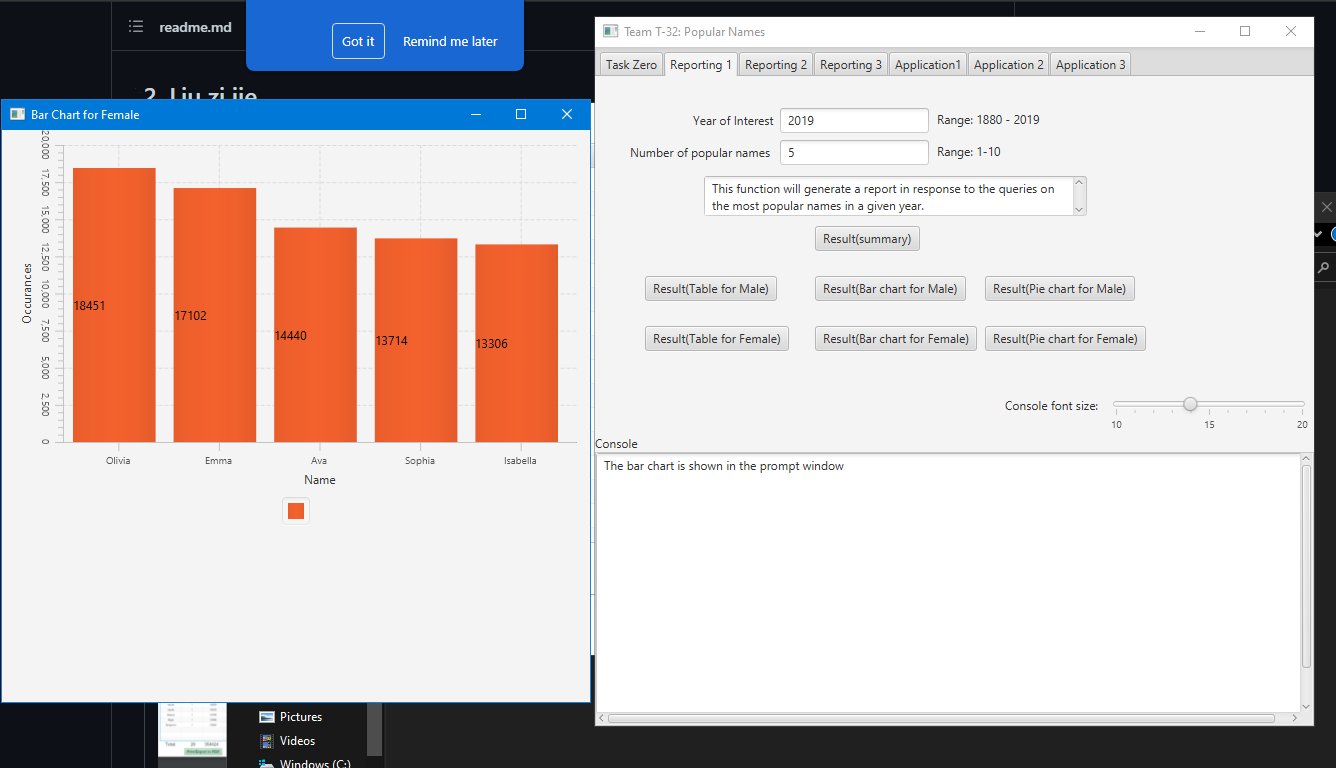 readme.md
Got it
Remind me later
2. Liu zi jie
Bar Chart for Female
20,000
17,500
15,000
12,500
10,000
7,500
5,000
2,500
0
Occurances
18451
17102
14440
13714
13306
Olivia
Emma
Ava
Sophia
Isabella
Name
Pictures
Videos
Windows (C:)
Team T-32: Popular Names
Task Zero
Reporting 1
Reporting 2
Reporting 3
Application1
Application 2
Application 3
Year of Interest
2019
Range: 1880 - 2019
Number of popular names
5
Range: 1-10
This function will generate a report in response to the queries on
the most popular names in a given year.
Result(summary)
Result(Table for Male)
Result(Bar chart for Male)
Result(Pie chart for Male)
Result(Table for Female)
Result(Bar chart for Female)
Result(Pie chart for Female)
Console font size:
10
15
20
Console
The bar chart is shown in the prompt window